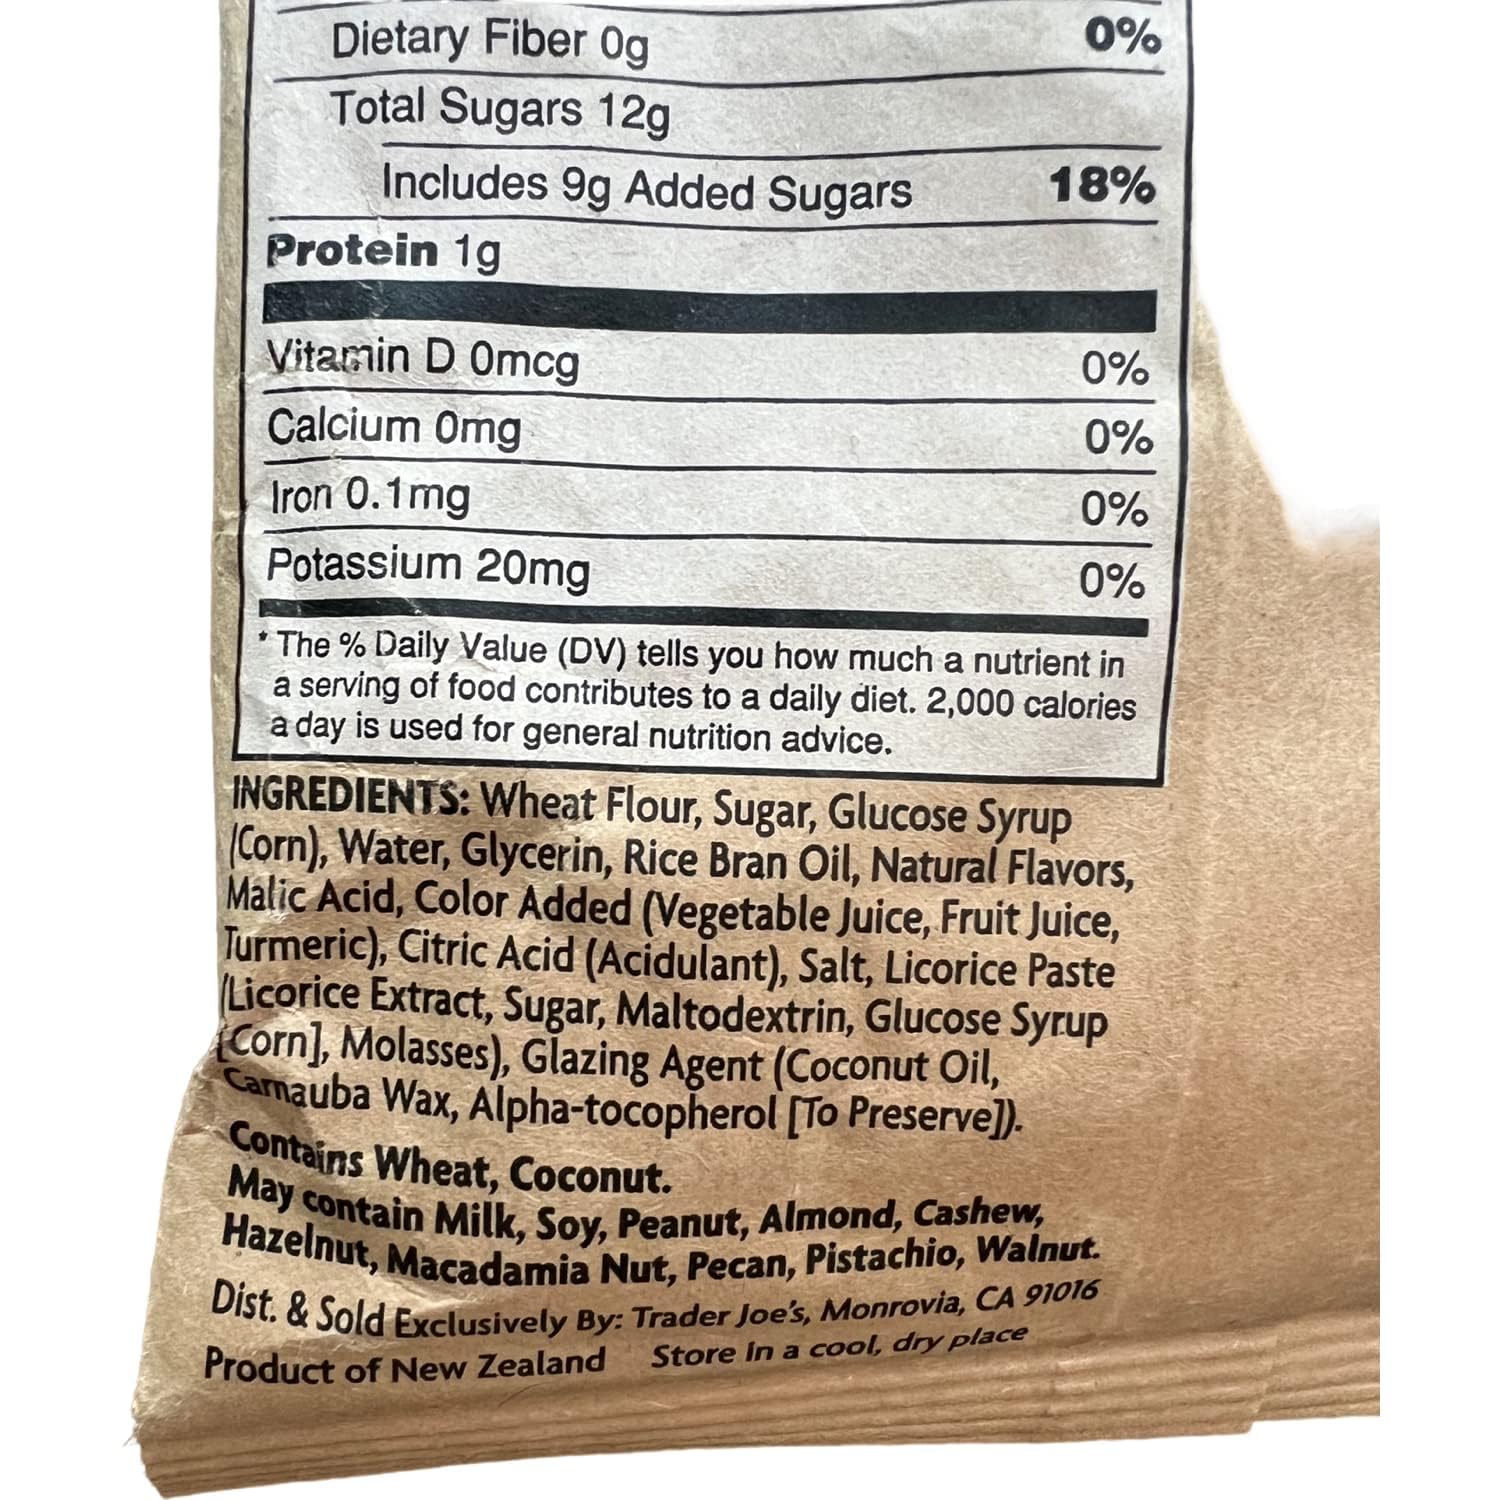 Dietary Fiber 0g 0%
Total Sugars 12g
Includes 9g Added Sugars 18%
Protein 1g
Vitamin D 0mcg 0%
Calcium 0mg 0%
Iron 0.1mg 0%
Potassium 20mg 0%
* The % Daily Value (DV) tells you how much a nutrient in
a serving of food contributes to a daily diet. 2,000 calories
a day is used for general nutrition advice.
INGREDIENTS: Wheat Flour, Sugar, Glucose Syrup
(Corn), Water, Glycerin, Rice Bran Oil, Natural Flavors,
Malic Acid, Color Added (Vegetable Juice, Fruit Juice,
Turmeric), Citric Acid (Acidulant), Salt, Licorice Paste
(Licorice Extract, Sugar, Maltodextrin, Glucose Syrup
[Corn], Molasses), Glazing Agent (Coconut Oil,
Carnauba Wax, Alpha-tocopherol [To Preserve]).
Contains Wheat, Coconut.
May contain Milk, Soy, Peanut, Almond, Cashew,
Hazelnut, Macadamia Nut, Pecan, Pistachio, Walnut.
Dist. & Sold Exclusively By: Trader Joe's, Monrovia, CA 91016
Product of New Zealand Store in a cool, dry place